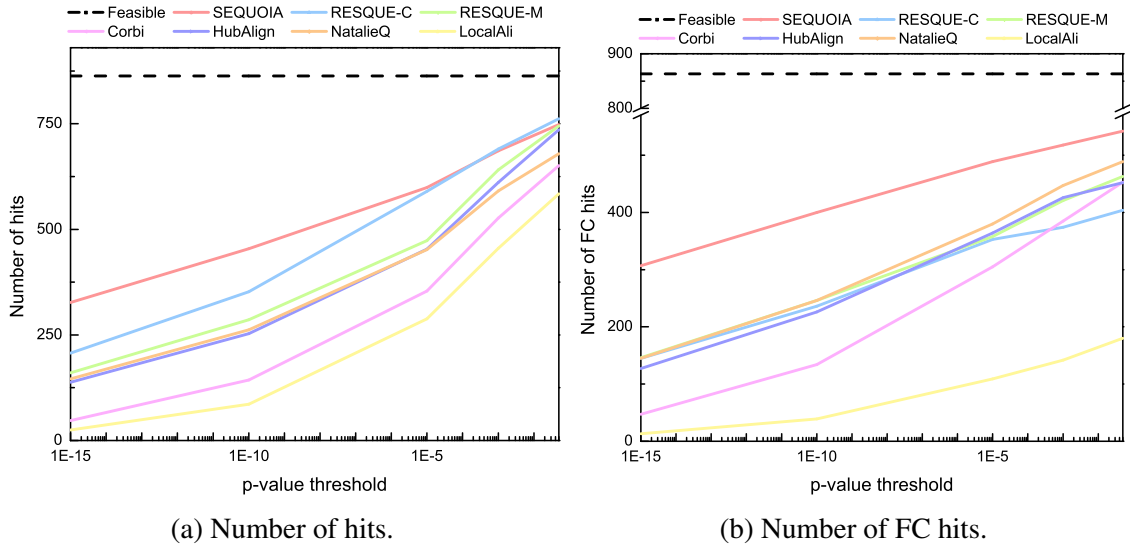 Feasible SEQUOIA RESQUE-C RESQUE-M
Corbi HubAlign NatalieQ LocalAli
Number of hits
750
500
250
0
1E-15 1E-10 1E-5
p-value threshold
(a) Number of hits.
Feasible SEQUOIA RESQUE-C RESQUE-M
Corbi HubAlign NatalieQ LocalAli
Number of FC hits
900
800
400
200
0
1E-15 1E-10 1E-5
p-value threshold
(b) Number of FC hits.